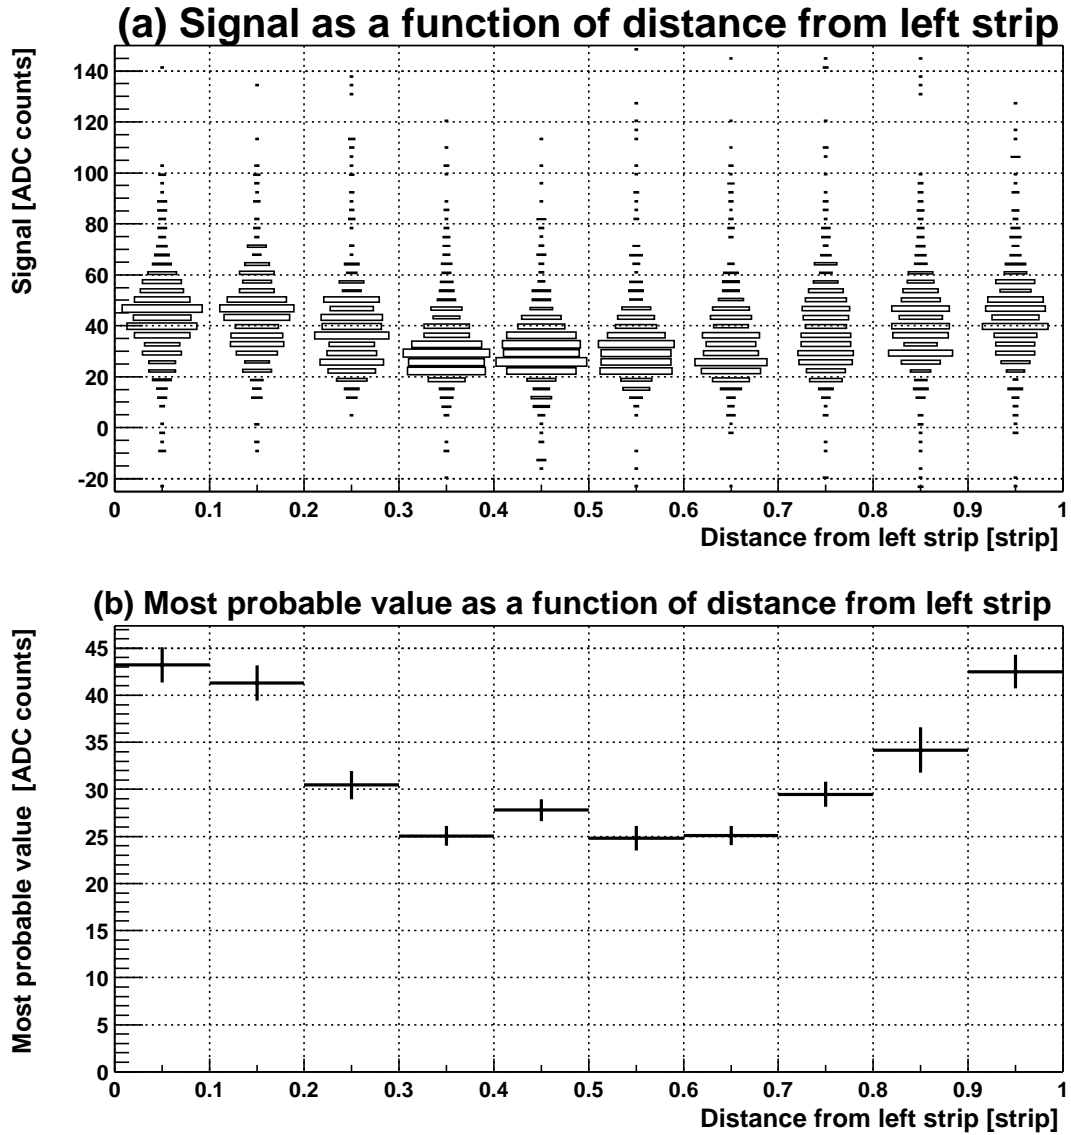 (a) Signal as a function of distance from left strip
Signal [ADC counts]
140
120
100
80
60
40
20
0
-20
0 0.1 0.2 0.3 0.4 0.5 0.6 0.7 0.8 0.9 1
Distance from left strip [strip]
(b) Most probable value as a function of distance from left strip
Most probable value [ADC counts]
45
40
35
30
25
20
15
10
5
0
0 0.1 0.2 0.3 0.4 0.5 0.6 0.7 0.8 0.9 1
Distance from left strip [strip]